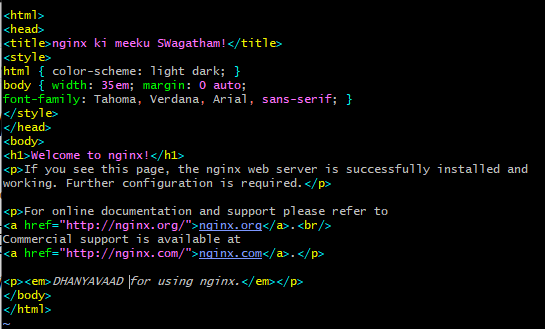 <html>
<head>
<title>nginx ki meeku SWagatham!</title>
<style>
html { color-scheme: light dark; }
body { width: 35em; margin: 0 auto;
font-family: Tahoma, Verdana, Arial, sans-serif; }
</style>
</head>
<body>
<h1>Welcome to nginx!</h1>
<p>If you see this page, the nginx web server is successfully installed and
working. Further configuration is required.</p>
<p>For online documentation and support please refer to
<a href="http://nginx.org/">nginx.org</a>.<br/>
Commercial support is available at
<a href="http://nginx.com/">nginx.com</a>.</p>
<p><em>DHANYAVAAD for using nginx.</em></p>
</body>
</html>
~